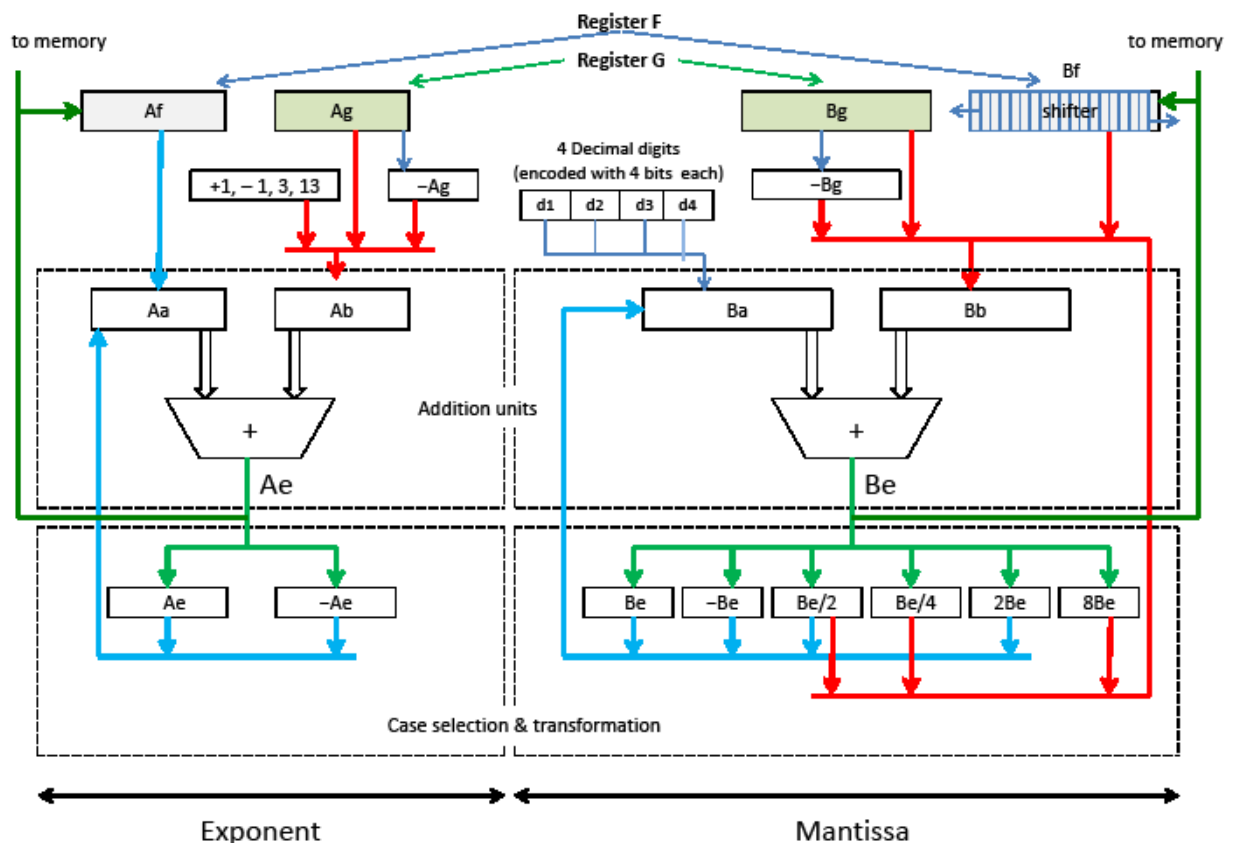 Register F
to memory
to memory
Register G
Bf
Af
Ag
Bg
shifter
4 Decimal digits
(encoded with 4 bits each)
+1, − 1, 3, 13
−Ag
−Bg
d1 d2 d3 d4
Aa
Ab
Ba
Bb
Addition units
+
+
Ae
Be
Ae
−Ae
Be
−Be
Be/2
Be/4
2Be
8Be
Case selection & transformation
Exponent
Mantissa